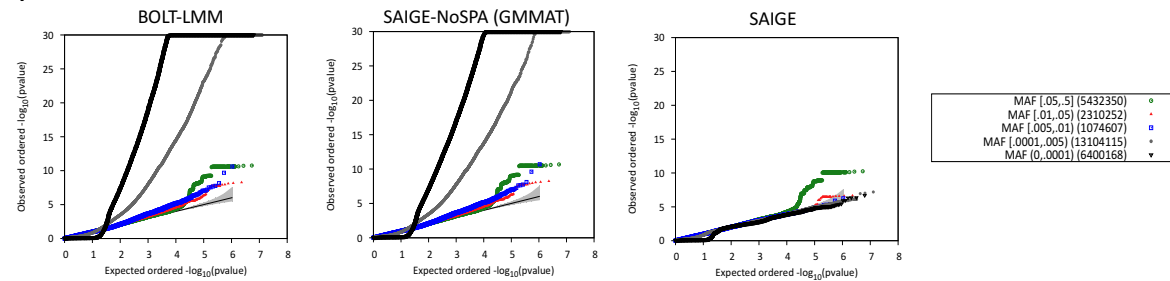 BOLT-LMM
SAIGE-NoSPA (GMMAT)
SAIGE
Observed ordered -log10(pvalue)
30
25
20
15
10
5
0
0 1 2 3 4 5 6 7 8
Expected ordered -log10(pvalue)
Observed ordered -log10(pvalue)
30
25
20
15
10
5
0
0 1 2 3 4 5 6 7 8
Expected ordered -log10(pvalue)
Observed ordered -log10(pvalue)
30
25
20
15
10
5
0
0 1 2 3 4 5 6 7 8
Expected ordered -log10(pvalue)
MAF [.05,.5] (5432350)
MAF [.01,.05) (2310252)
MAF [.005,.01) (1074607)
MAF [.0001,.005) (13104115)
MAF (0,.0001) (6400168)